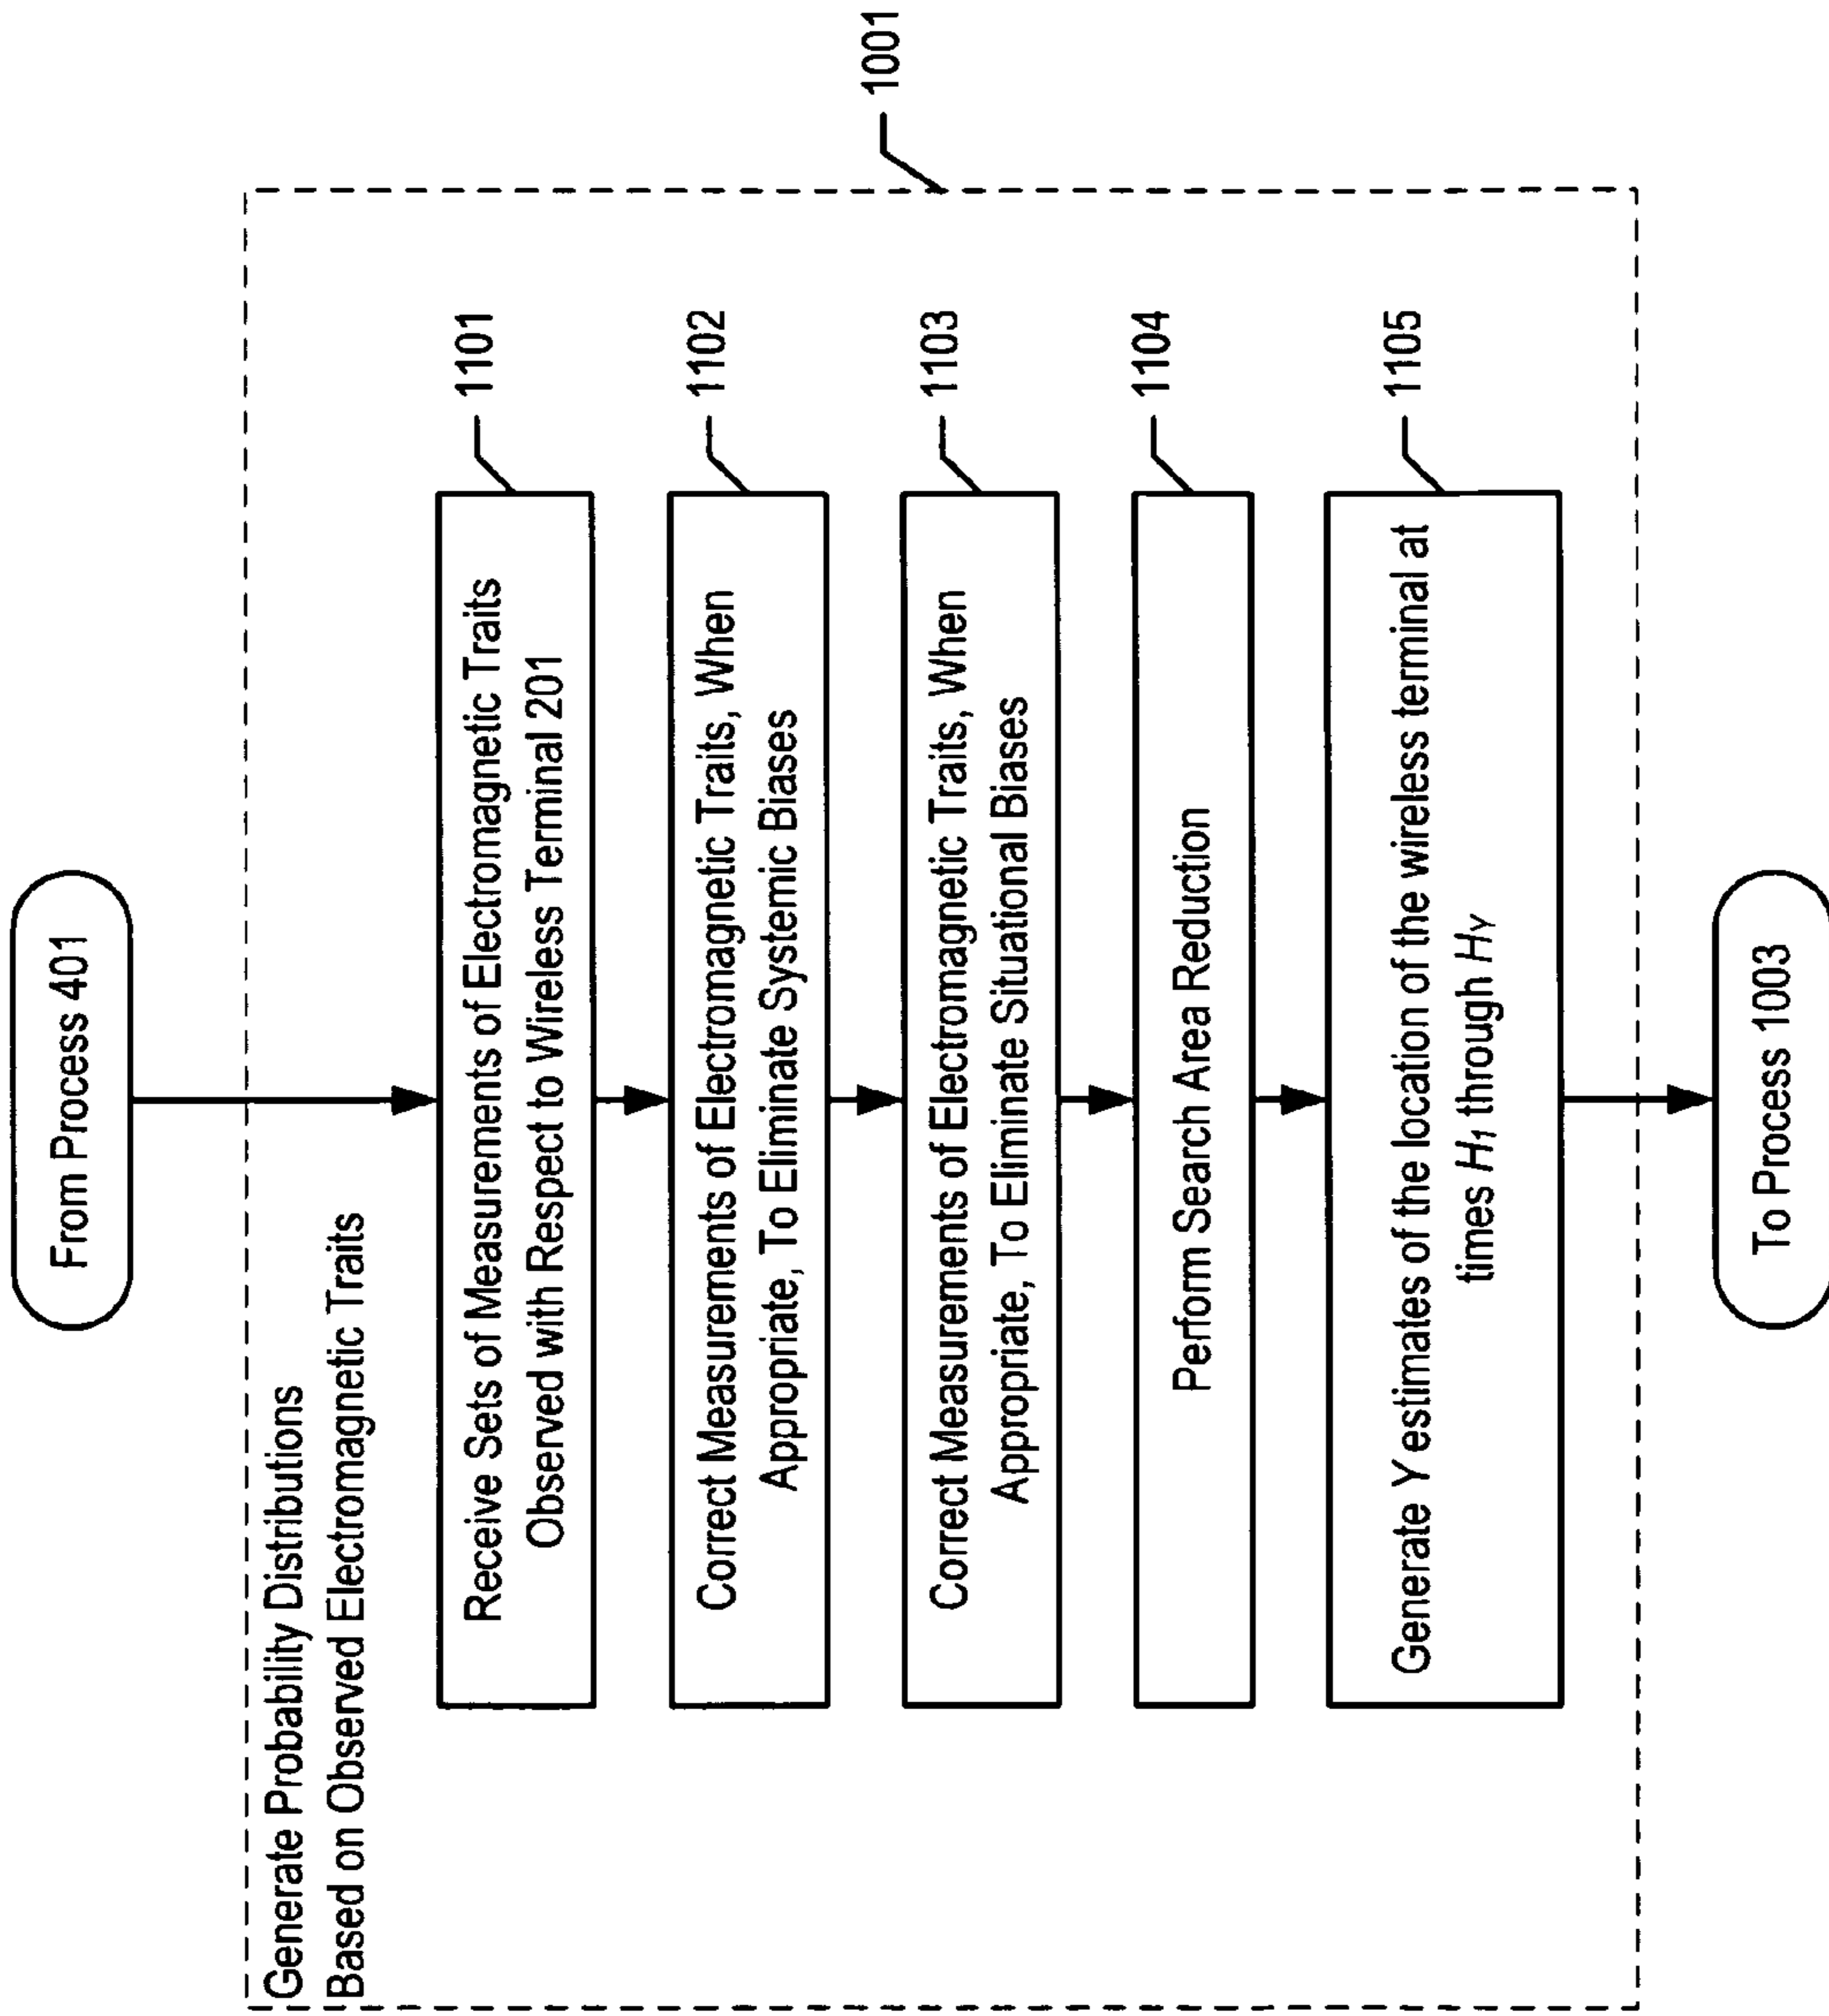 From Process 401
Generate Probability Distributions
Based on Observed Electromagnetic Traits
1001
Receive Sets of Measurements of Electromagnetic Traits
Observed with Respect to Wireless Terminal 201
1101
Correct Measurements of Electromagnetic Traits, When
Appropriate, To Eliminate Systemic Biases
1102
Correct Measurements of Electromagnetic Traits, When
Appropriate, To Eliminate Situational Biases
1103
Perform Search Area Reduction
1104
Generate Y estimates of the location of the wireless terminal at
times H1 through HY
1105
To Process 1003